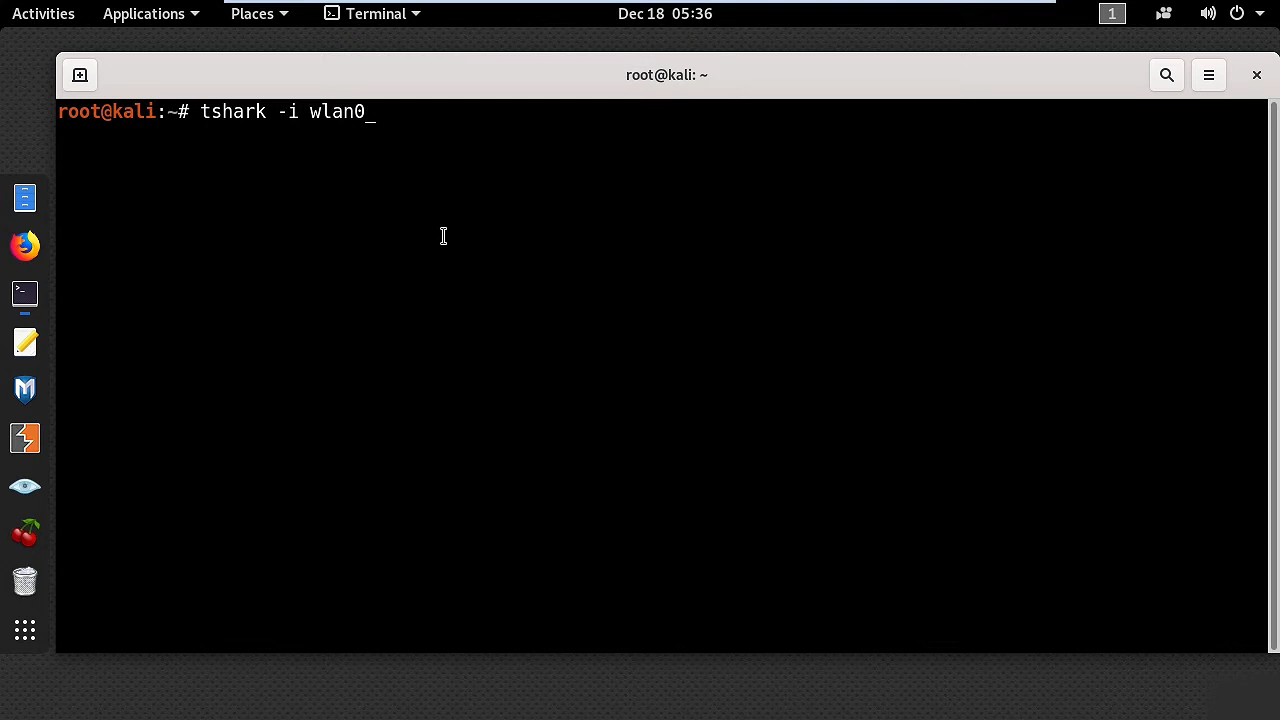 Activities Applications Places Terminal Dec 18 05:36 1
root@kali: ~
root@kali:~# tshark -i wlan0_